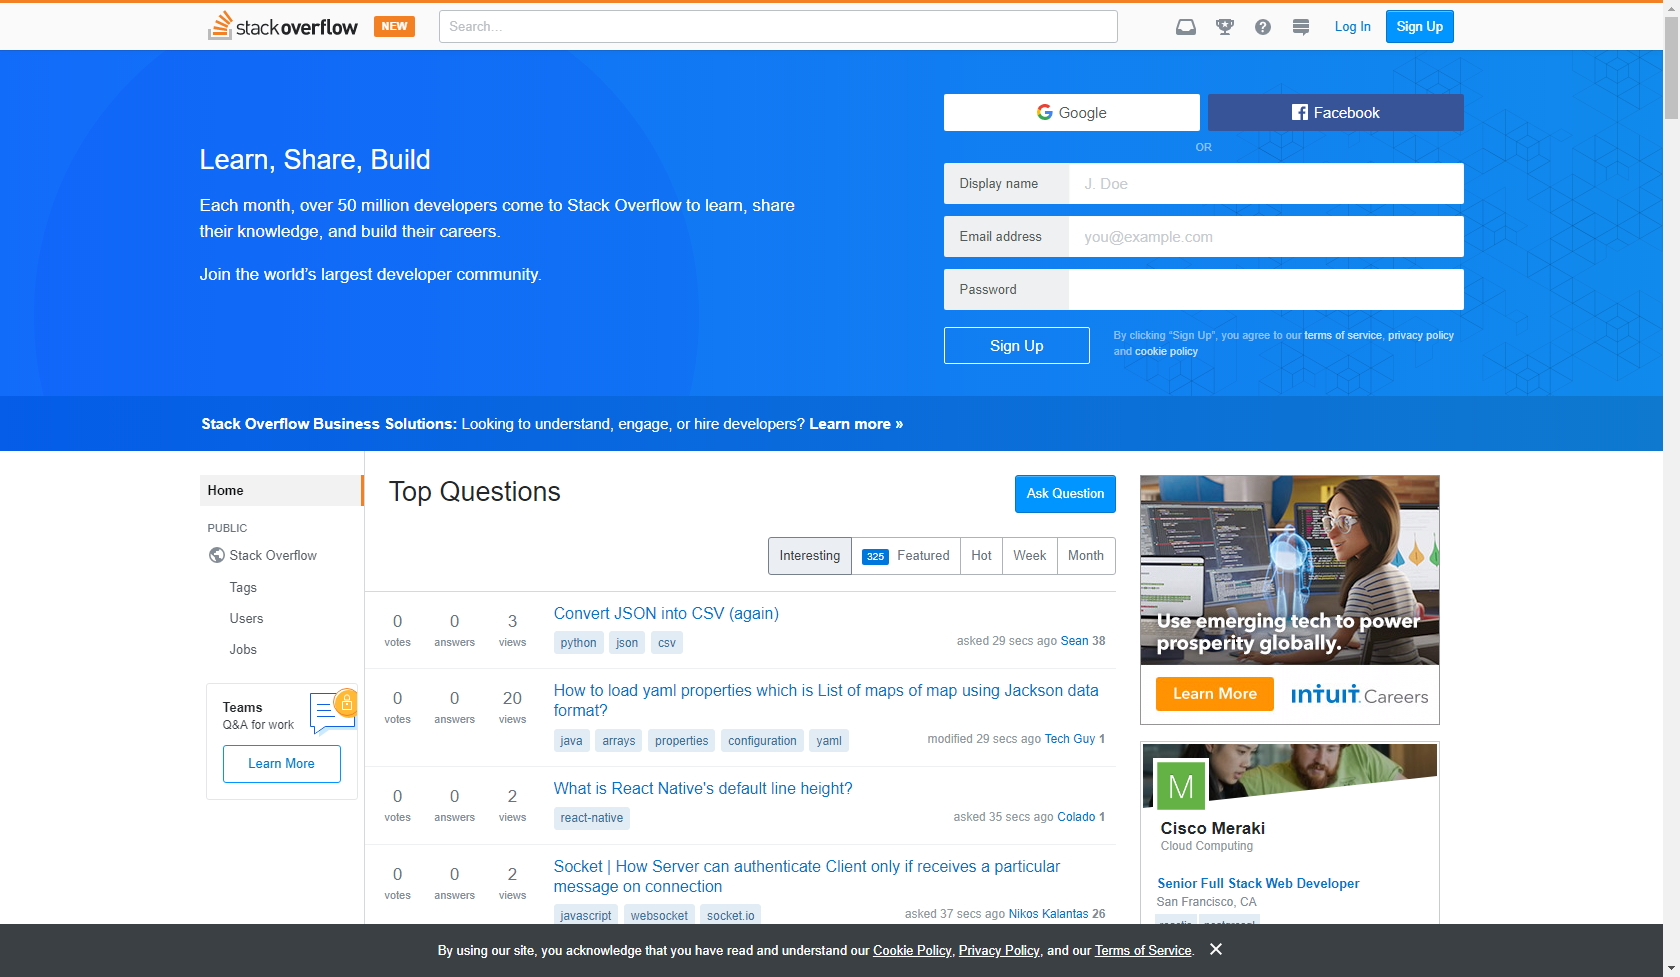 stackoverflow NEW Search... Log In Sign Up
Google Facebook
OR
Learn, Share, Build
Each month, over 50 million developers come to Stack Overflow to learn, share
their knowledge, and build their careers.
Join the world's largest developer community.
Display name J. Doe
Email address you@example.com
Password
Sign Up
By clicking "Sign Up", you agree to our terms of service, privacy policy
and cookie policy
Stack Overflow Business Solutions: Looking to understand, engage, or hire developers? Learn more »
Home
PUBLIC
Stack Overflow
Tags
Users
Jobs
Teams
Q&A for work
Learn More
Top Questions
Ask Question
Interesting 325 Featured Hot Week Month
0 0 3
votes answers views
Convert JSON into CSV (again)
python json csv
asked 29 secs ago Sean 38
0 0 20
votes answers views
How to load yaml properties which is List of maps of map using Jackson data
format?
java arrays properties configuration yaml
modified 29 secs ago Tech Guy 1
0 0 2
votes answers views
What is React Native's default line height?
react-native
asked 35 secs ago Colado 1
0 0 2
votes answers views
Socket | How Server can authenticate Client only if receives a particular
message on connection
javascript websocket socket.io
asked 37 secs ago Nikos Kalantas 26
Use emerging tech to power
prosperity globally.
Learn More INTUIT. Careers
M
Cisco Meraki
Cloud Computing
Senior Full Stack Web Developer
San Francisco, CA
By using our site, you acknowledge that you have read and understand our Cookie Policy, Privacy Policy, and our Terms of Service.